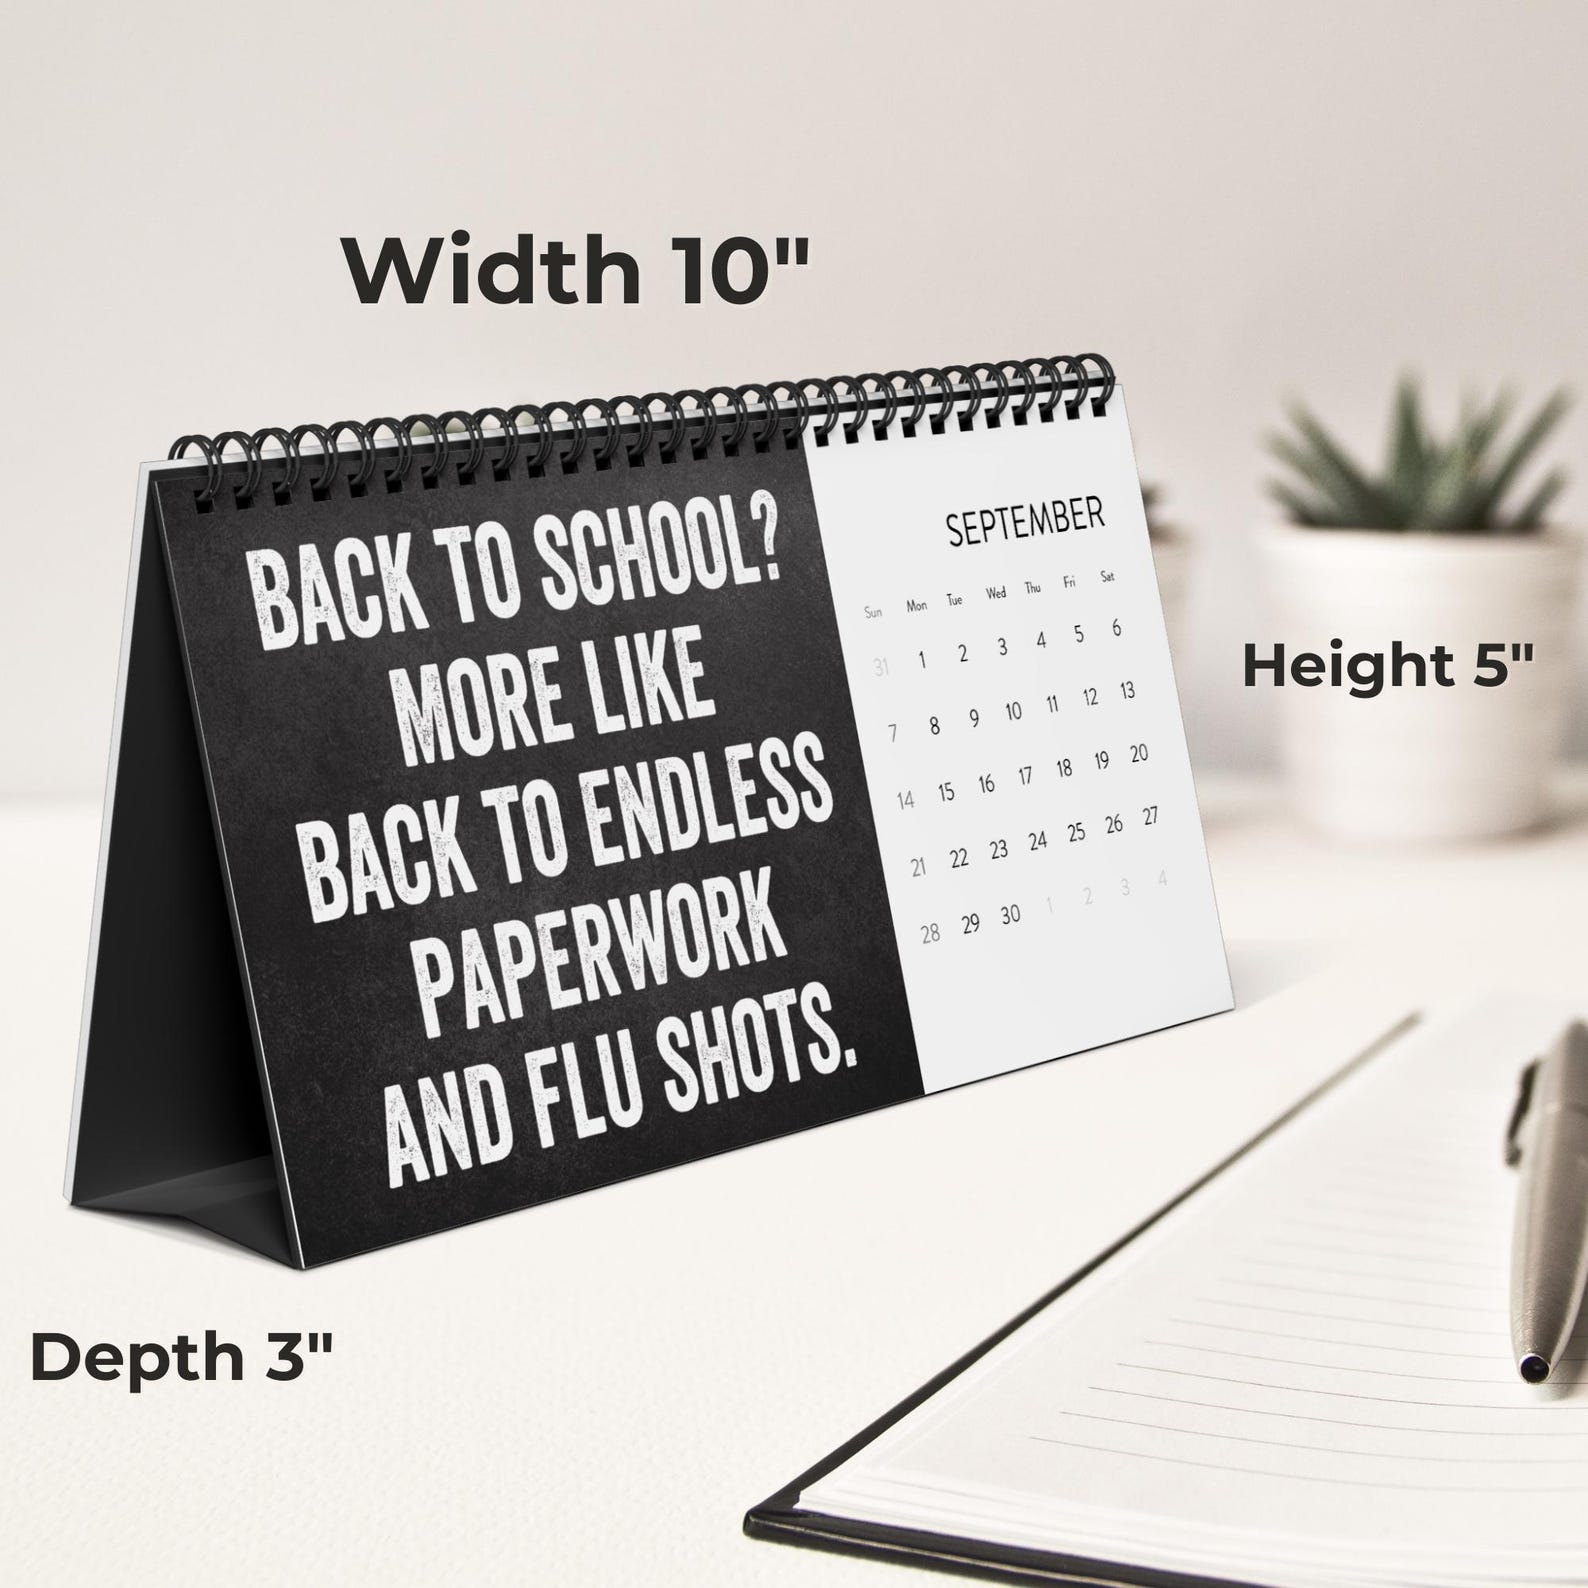 Width 10"
BACK TO SCHOOL?
MORE LIKE
BACK TO ENDLESS
PAPERWORK
AND FLU SHOTS.
SEPTEMBER
Sun Mon Tue Wed Thu Fri Sat
31 1 2 3 4 5 6
7 8 9 10 11 12 13
14 15 16 17 18 19 20
21 22 23 24 25 26 27
28 29 30 1 2 3 4
Height 5"
Depth 3"